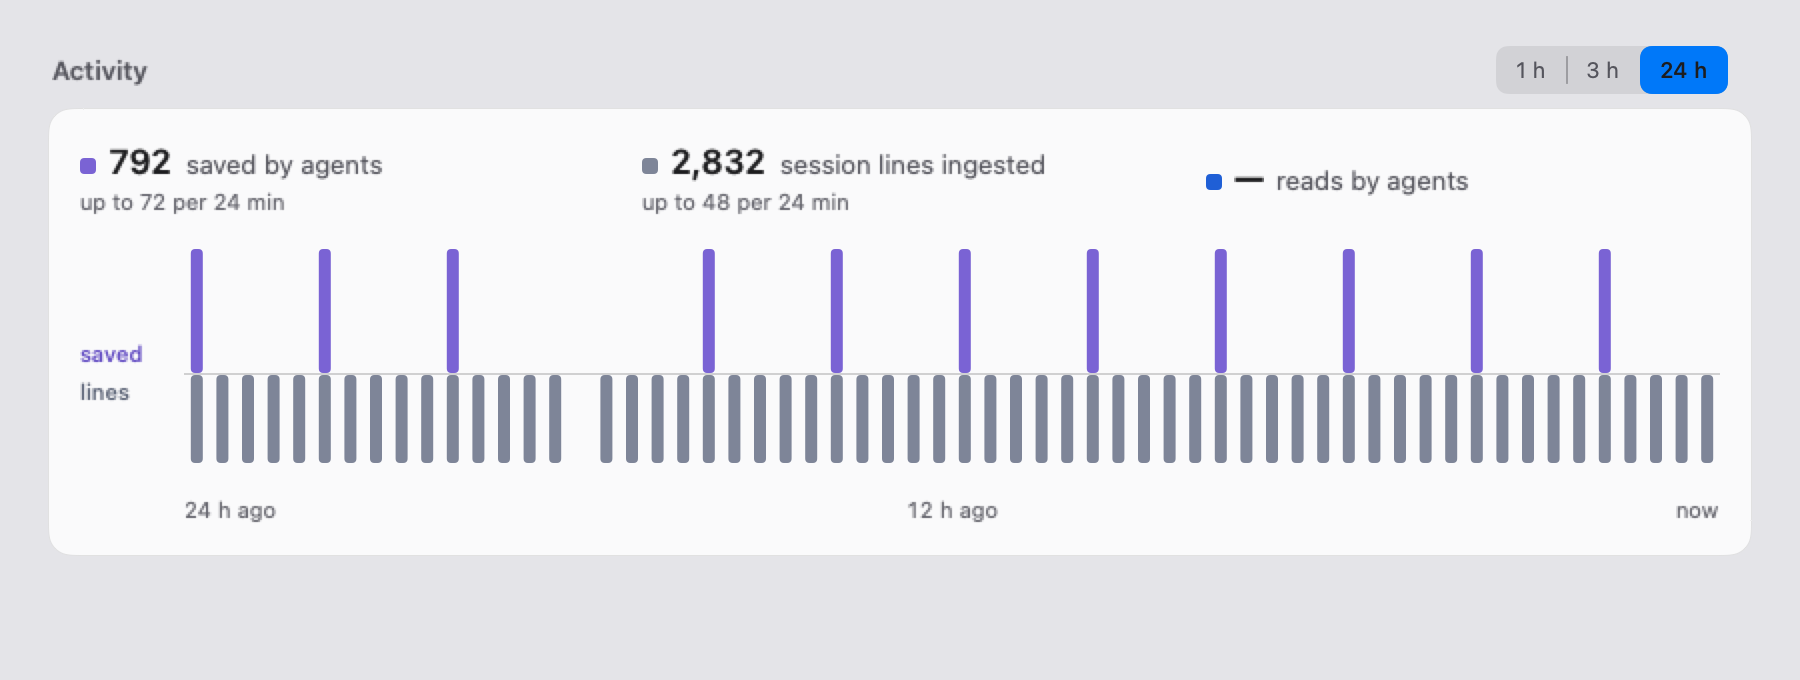 Activity
1 h
3 h
24 h
792 saved by agents
up to 72 per 24 min
2,832 session lines ingested
up to 48 per 24 min
— reads by agents
saved
lines
24 h ago
12 h ago
now